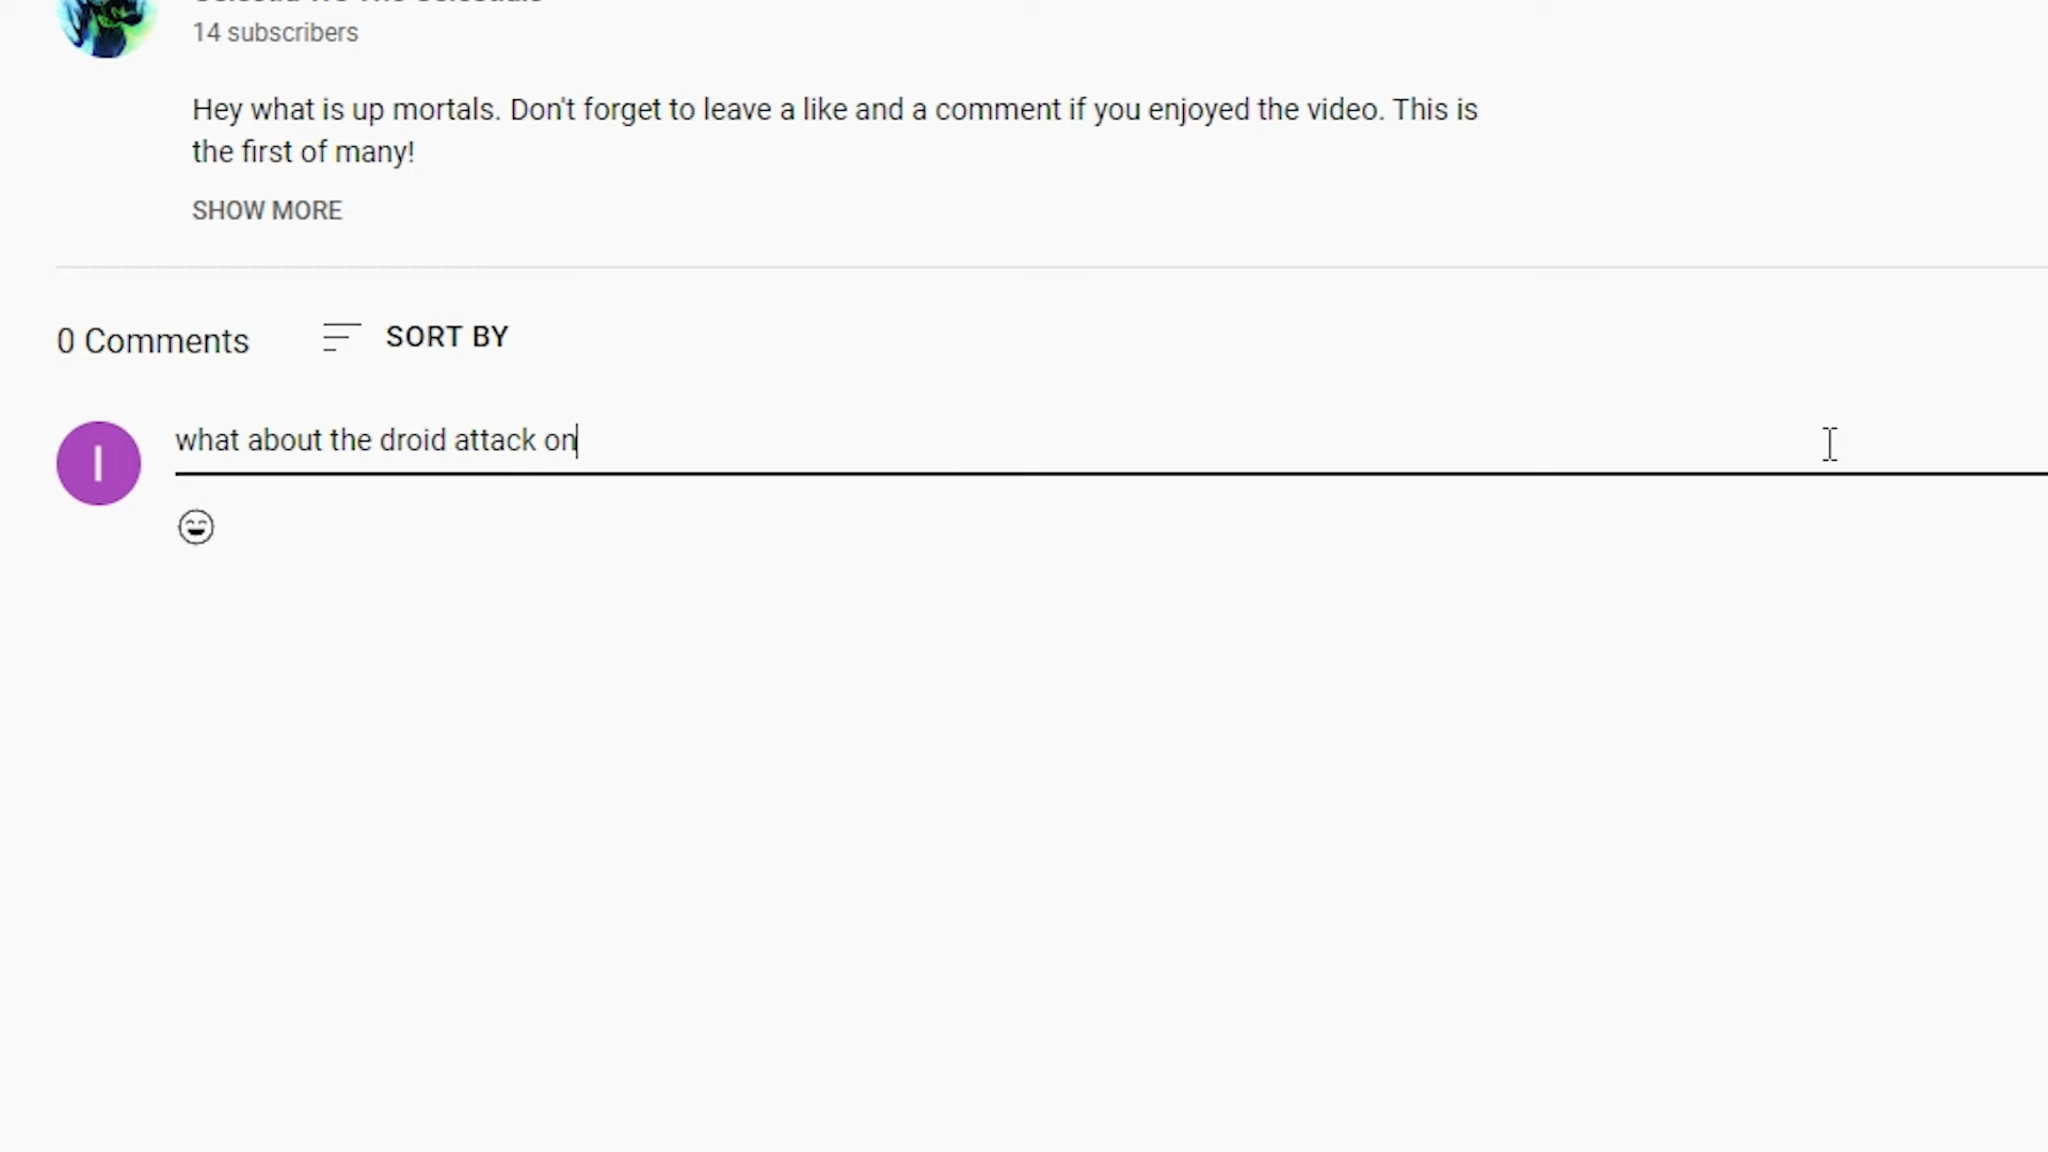 14 subscribers
Hey what is up mortals. Don't forget to leave a like and a comment if you enjoyed the video. This is
the first of many!
SHOW MORE
0 Comments
SORT BY
I
what about the droid attack on